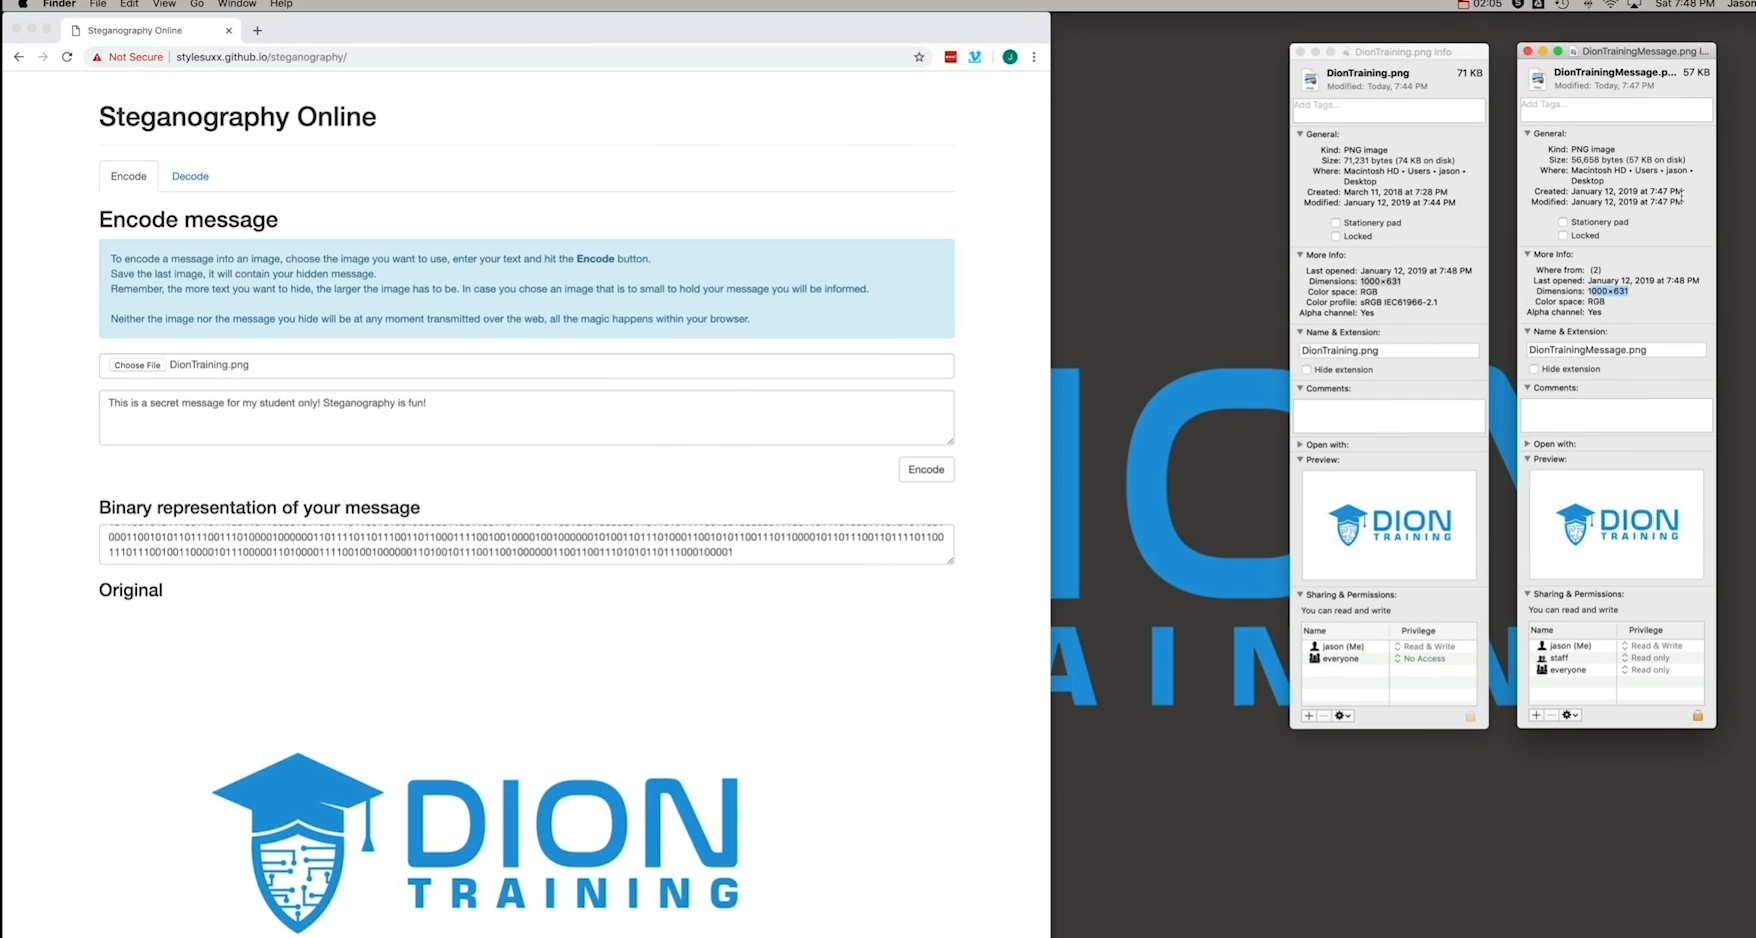 Finder File Edit View Go Window Help
02:05 Sat 7:48 PM Jason
Steganography Online
Not Secure stylesuxx.github.io/steganography/
J
Steganography Online
Encode Decode
Encode message
To encode a message into an image, choose the image you want to use, enter your text and hit the Encode button.
Save the last image, it will contain your hidden message.
Remember, the more text you want to hide, the larger the image has to be. In case you chose an image that is to small to hold your message you will be informed.
Neither the image nor the message you hide will be at any moment transmitted over the web, all the magic happens within your browser.
Choose File DionTraining.png
This is a secret message for my student only! Steganography is fun!
Encode
Binary representation of your message
Original
DION
TRAINING
DionTraining.png Info
DionTraining.png 71 KB
Modified: Today, 7:44 PM
Add Tags...
General:
Kind: PNG image
Size: 71,231 bytes (74 KB on disk)
Where: Macintosh HD • Users • jason •
Desktop
Created: March 11, 2018 at 7:28 PM
Modified: January 12, 2019 at 7:44 PM
Stationery pad
Locked
More Info:
Last opened: January 12, 2019 at 7:48 PM
Dimensions: 1000×631
Color space: RGB
Color profile: sRGB IEC61966-2.1
Alpha channel: Yes
Name & Extension:
DionTraining.png
Hide extension
Comments:
Open with:
Preview:
DION
TRAINING
Sharing & Permissions:
You can read and write
Name Privilege
jason (Me) Read & Write
everyone No Access
DionTrainingMessage.png I...
DionTrainingMessage.p... 57 KB
Modified: Today, 7:47 PM
Add Tags...
General:
Kind: PNG image
Size: 56,658 bytes (57 KB on disk)
Where: Macintosh HD • Users • jason •
Desktop
Created: January 12, 2019 at 7:47 PM
Modified: January 12, 2019 at 7:47 PM
Stationery pad
Locked
More Info:
Where from: (2)
Last opened: January 12, 2019 at 7:48 PM
Dimensions: 1000×631
Color space: RGB
Alpha channel: Yes
Name & Extension:
DionTrainingMessage.png
Hide extension
Comments:
Open with:
Preview:
DION
TRAINING
Sharing & Permissions:
You can read and write
Name Privilege
jason (Me) Read & Write
staff Read only
everyone Read only